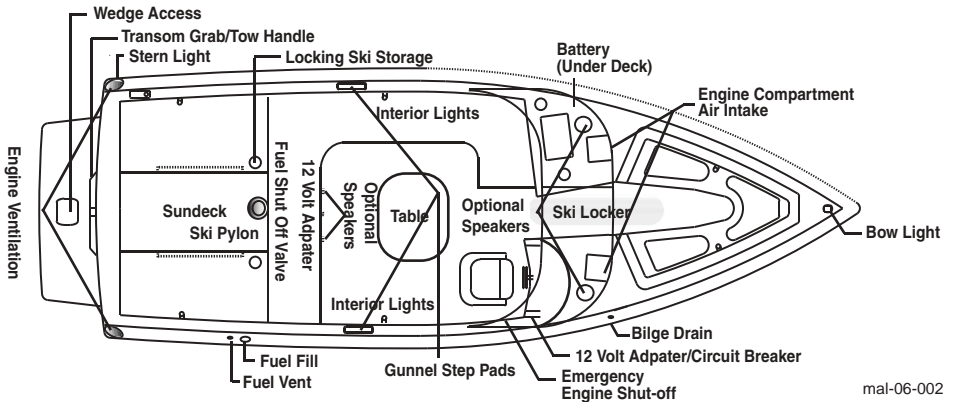 Wedge Access
Transom Grab/Tow Handle
Stern Light
Locking Ski Storage
Battery
(Under Deck)
Engine Compartment
Air Intake
Interior Lights
Engine Ventilation
Fuel Shut Off Valve
12 Volt Adpater
Optional
Speakers
Sundeck
Ski Pylon
Table
Optional
Speakers
Ski Locker
Bow Light
Interior Lights
Bilge Drain
12 Volt Adpater/Circuit Breaker
Fuel Fill
Fuel Vent
Gunnel Step Pads
Emergency
Engine Shut-off
mal-06-002